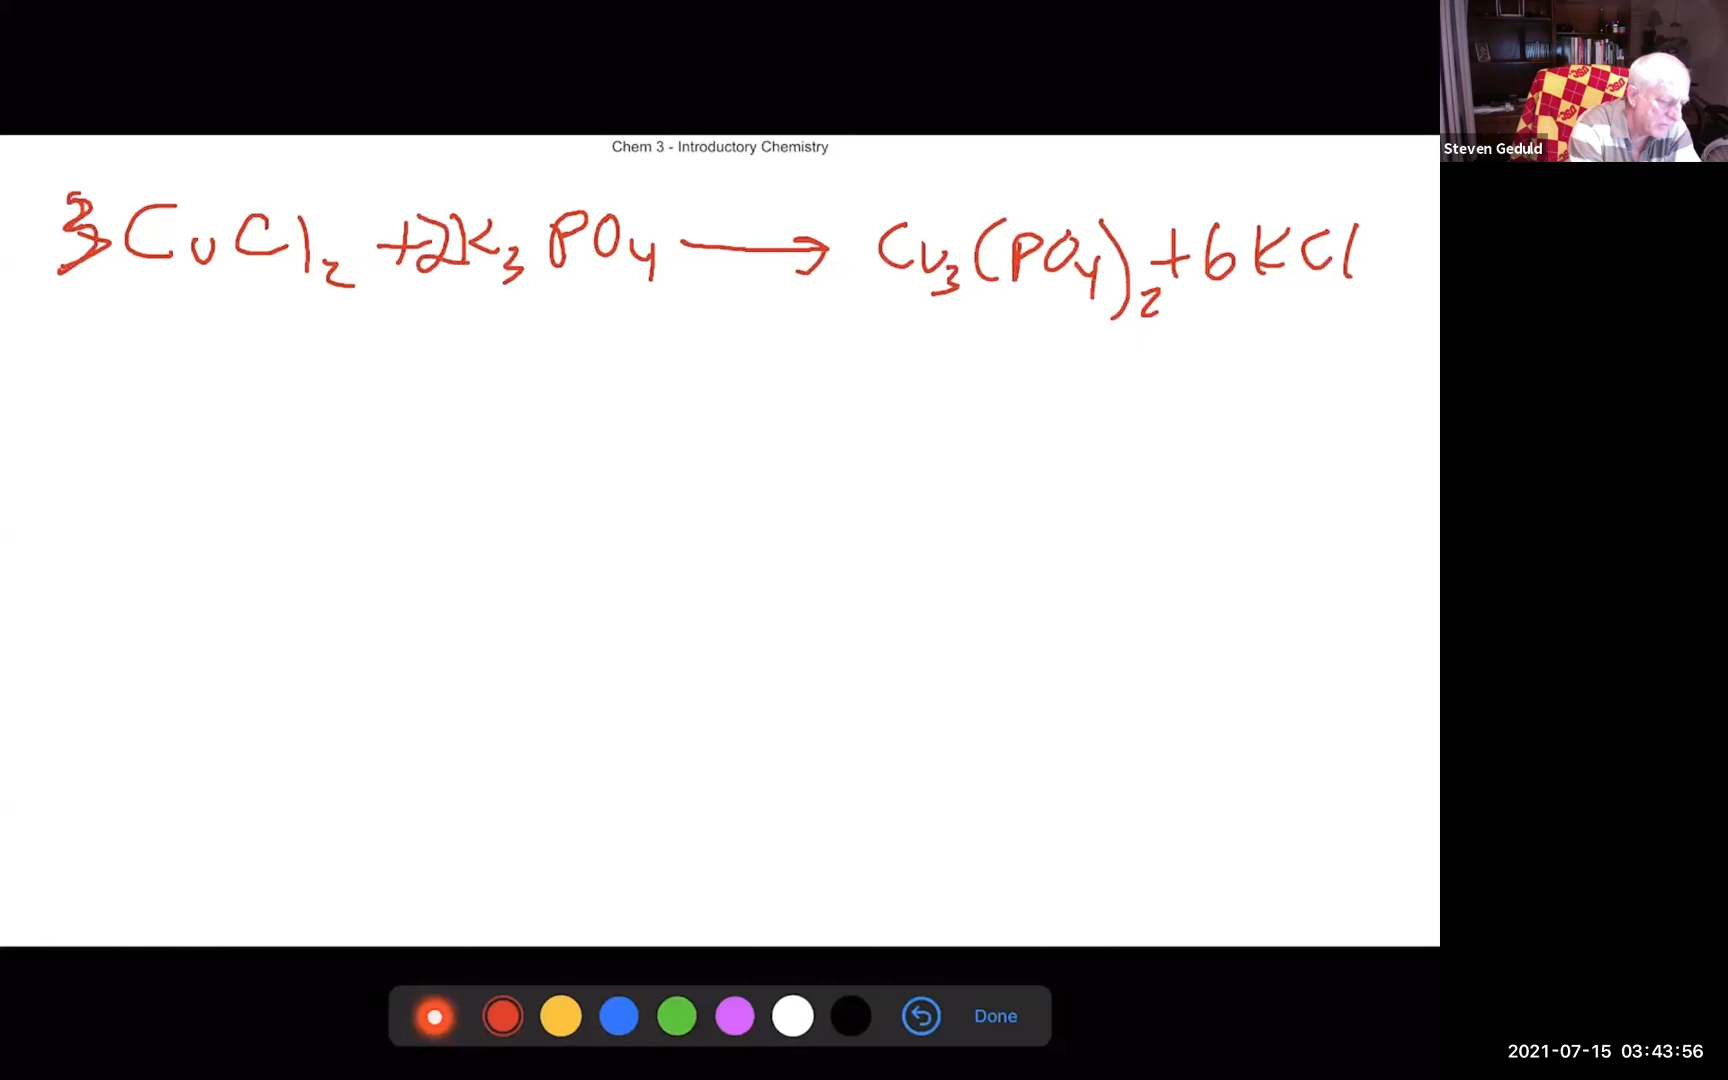 Chem 3 - Introductory Chemistry
3CuCl2 + 2K3PO4 → Cu3(PO4)2 + 6KCl
Steven Geduld
Done
2021-07-15 03:43:56